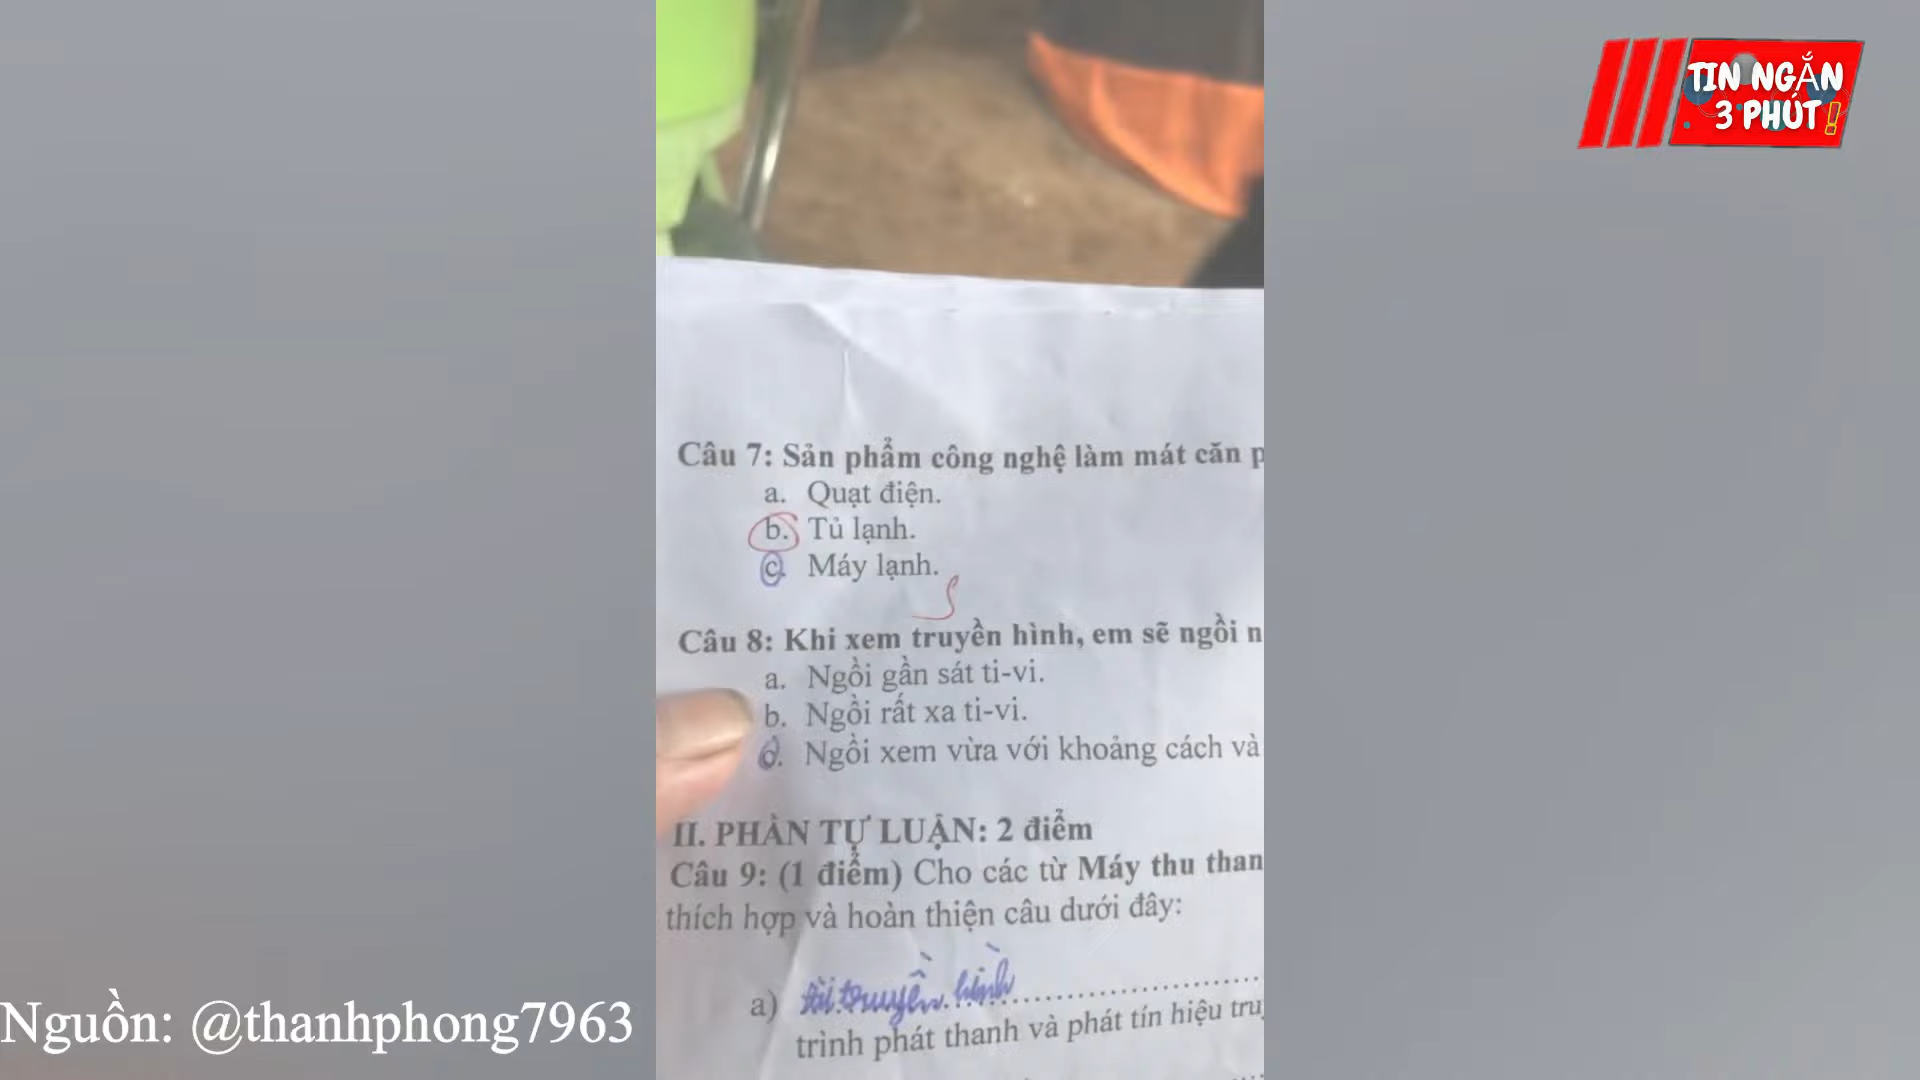 TIN NGẮN
3 PHÚT!
Câu 7: Sản phẩm công nghệ làm mát căn p
a. Quạt điện.
b. Tủ lạnh.
c. Máy lạnh.
S
Câu 8: Khi xem truyền hình, em sẽ ngồi n
a. Ngồi gần sát ti-vi.
b. Ngồi rất xa ti-vi.
c. Ngồi xem vừa với khoảng cách và
II. PHẦN TỰ LUẬN: 2 điểm
Câu 9: (1 điểm) Cho các từ Máy thu than
thích hợp và hoàn thiện câu dưới đây:
a) đài truyền hình
trình phát thanh và phát tín hiệu tru
Nguồn: @thanhphong7963